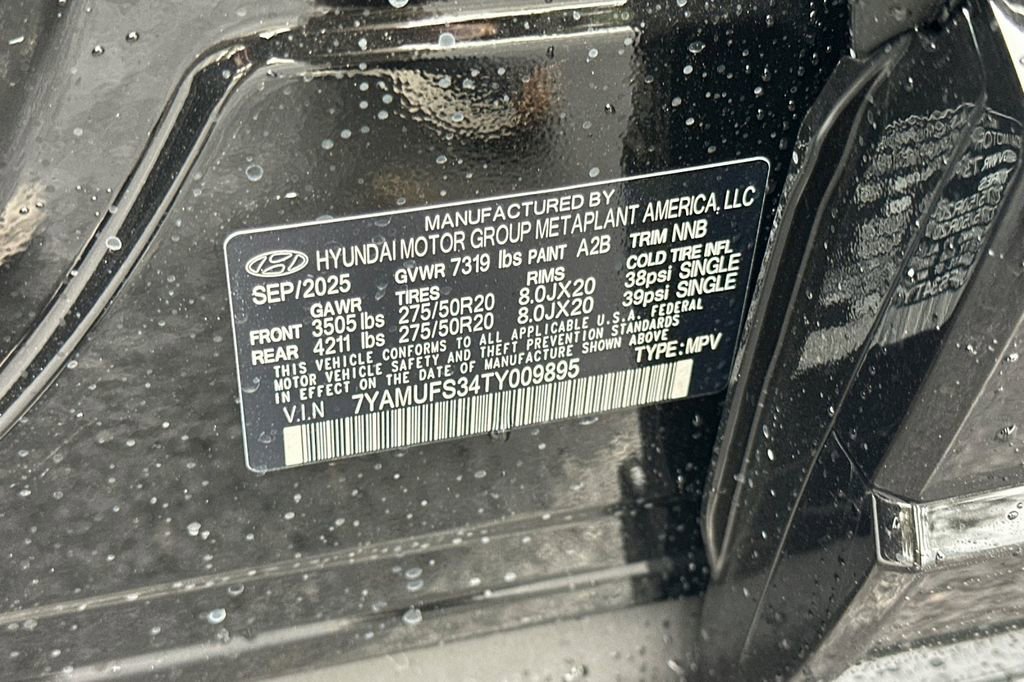 MANUFACTURED BY
HYUNDAI MOTOR GROUP METAPLANT AMERICA, LLC
SEP/2025 GVWR 7319 lbs PAINT A2B TRIM NNB
GAWR TIRES RIMS COLD TIRE INFL
FRONT 3505 lbs 275/50R20 8.0JX20 38psi SINGLE
REAR 4211 lbs 275/50R20 8.0JX20 39psi SINGLE
THIS VEHICLE CONFORMS TO ALL APPLICABLE U.S.A. FEDERAL
MOTOR VEHICLE SAFETY AND THEFT PREVENTION STANDARDS
IN EFFECT ON THE DATE OF MANUFACTURE SHOWN ABOVE
V.I.N 7YAMUFS34TY009895 TYPE:MPV